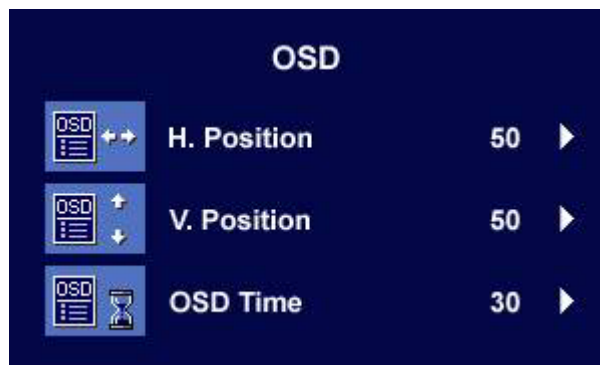 OSD
OSD H. Position 50
OSD V. Position 50
OSD OSD Time 30